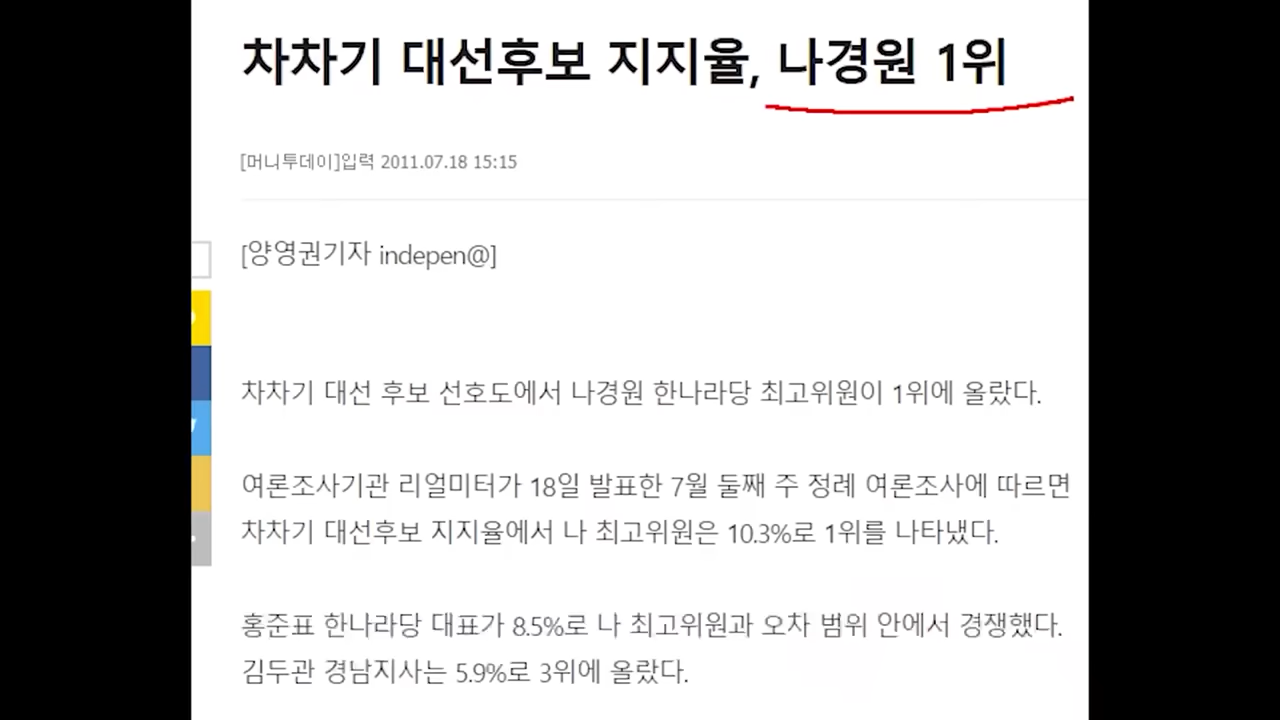 차차기 대선후보 지지율, 나경원 1위
[머니투데이]입력 2011.07.18 15:15
[양영권기자 indepen@]
차차기 대선 후보 선호도에서 나경원 한나라당 최고위원이 1위에 올랐다.
여론조사기관 리얼미터가 18일 발표한 7월 둘째 주 정례 여론조사에 따르면
차차기 대선후보 지지율에서 나 최고위원은 10.3%로 1위를 나타냈다.
홍준표 한나라당 대표가 8.5%로 나 최고위원과 오차 범위 안에서 경쟁했다.
김두관 경남지사는 5.9%로 3위에 올랐다.